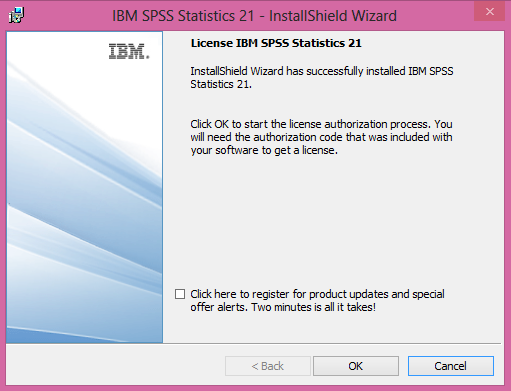 IBM SPSS Statistics 21 - InstallShield Wizard
IBM.
License IBM SPSS Statistics 21
InstallShield Wizard has successfully installed IBM SPSS
Statistics 21.
Click OK to start the license authorization process. You
will need the authorization code that was included with
your software to get a license.
Click here to register for product updates and special
offer alerts. Two minutes is all it takes!
< Back
OK
Cancel